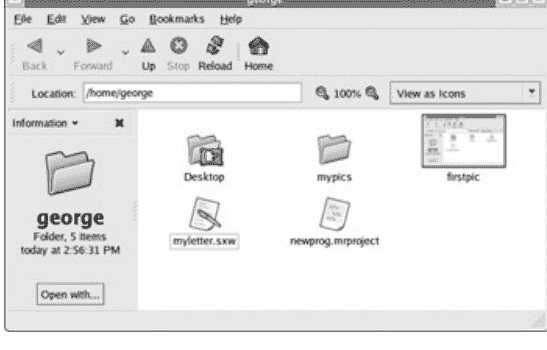 george
File Edit View Go Bookmarks Help
Back Forward Up Stop Reload Home
Location: /home/george 100% View as Icons
Information
Desktop mypics firstpic
george
Folder, 5 items
today at 2:56:31 PM
myletter.sxw newprog.mrproject
Open with...